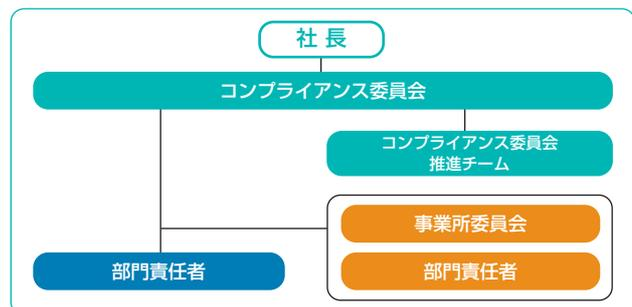 社 長
コンプライアンス委員会
コンプライアンス委員会
推進チーム
事業所委員会
部門責任者
部門責任者